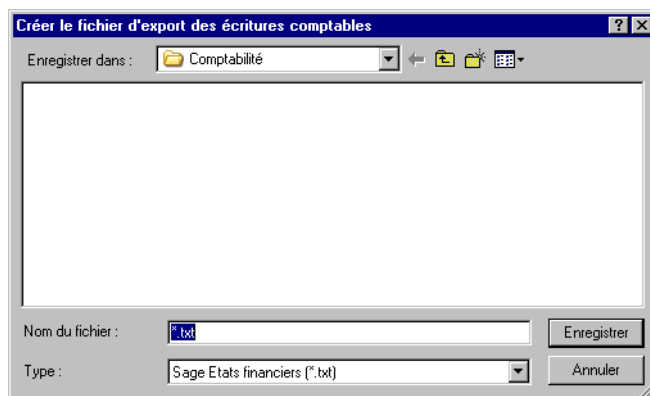 Créer le fichier d'export des écritures comptables
Enregistrer dans :
Comptabilité
Nom du fichier :
*.txt
Enregistrer
Type :
Sage Etats financiers (*.txt)
Annuler